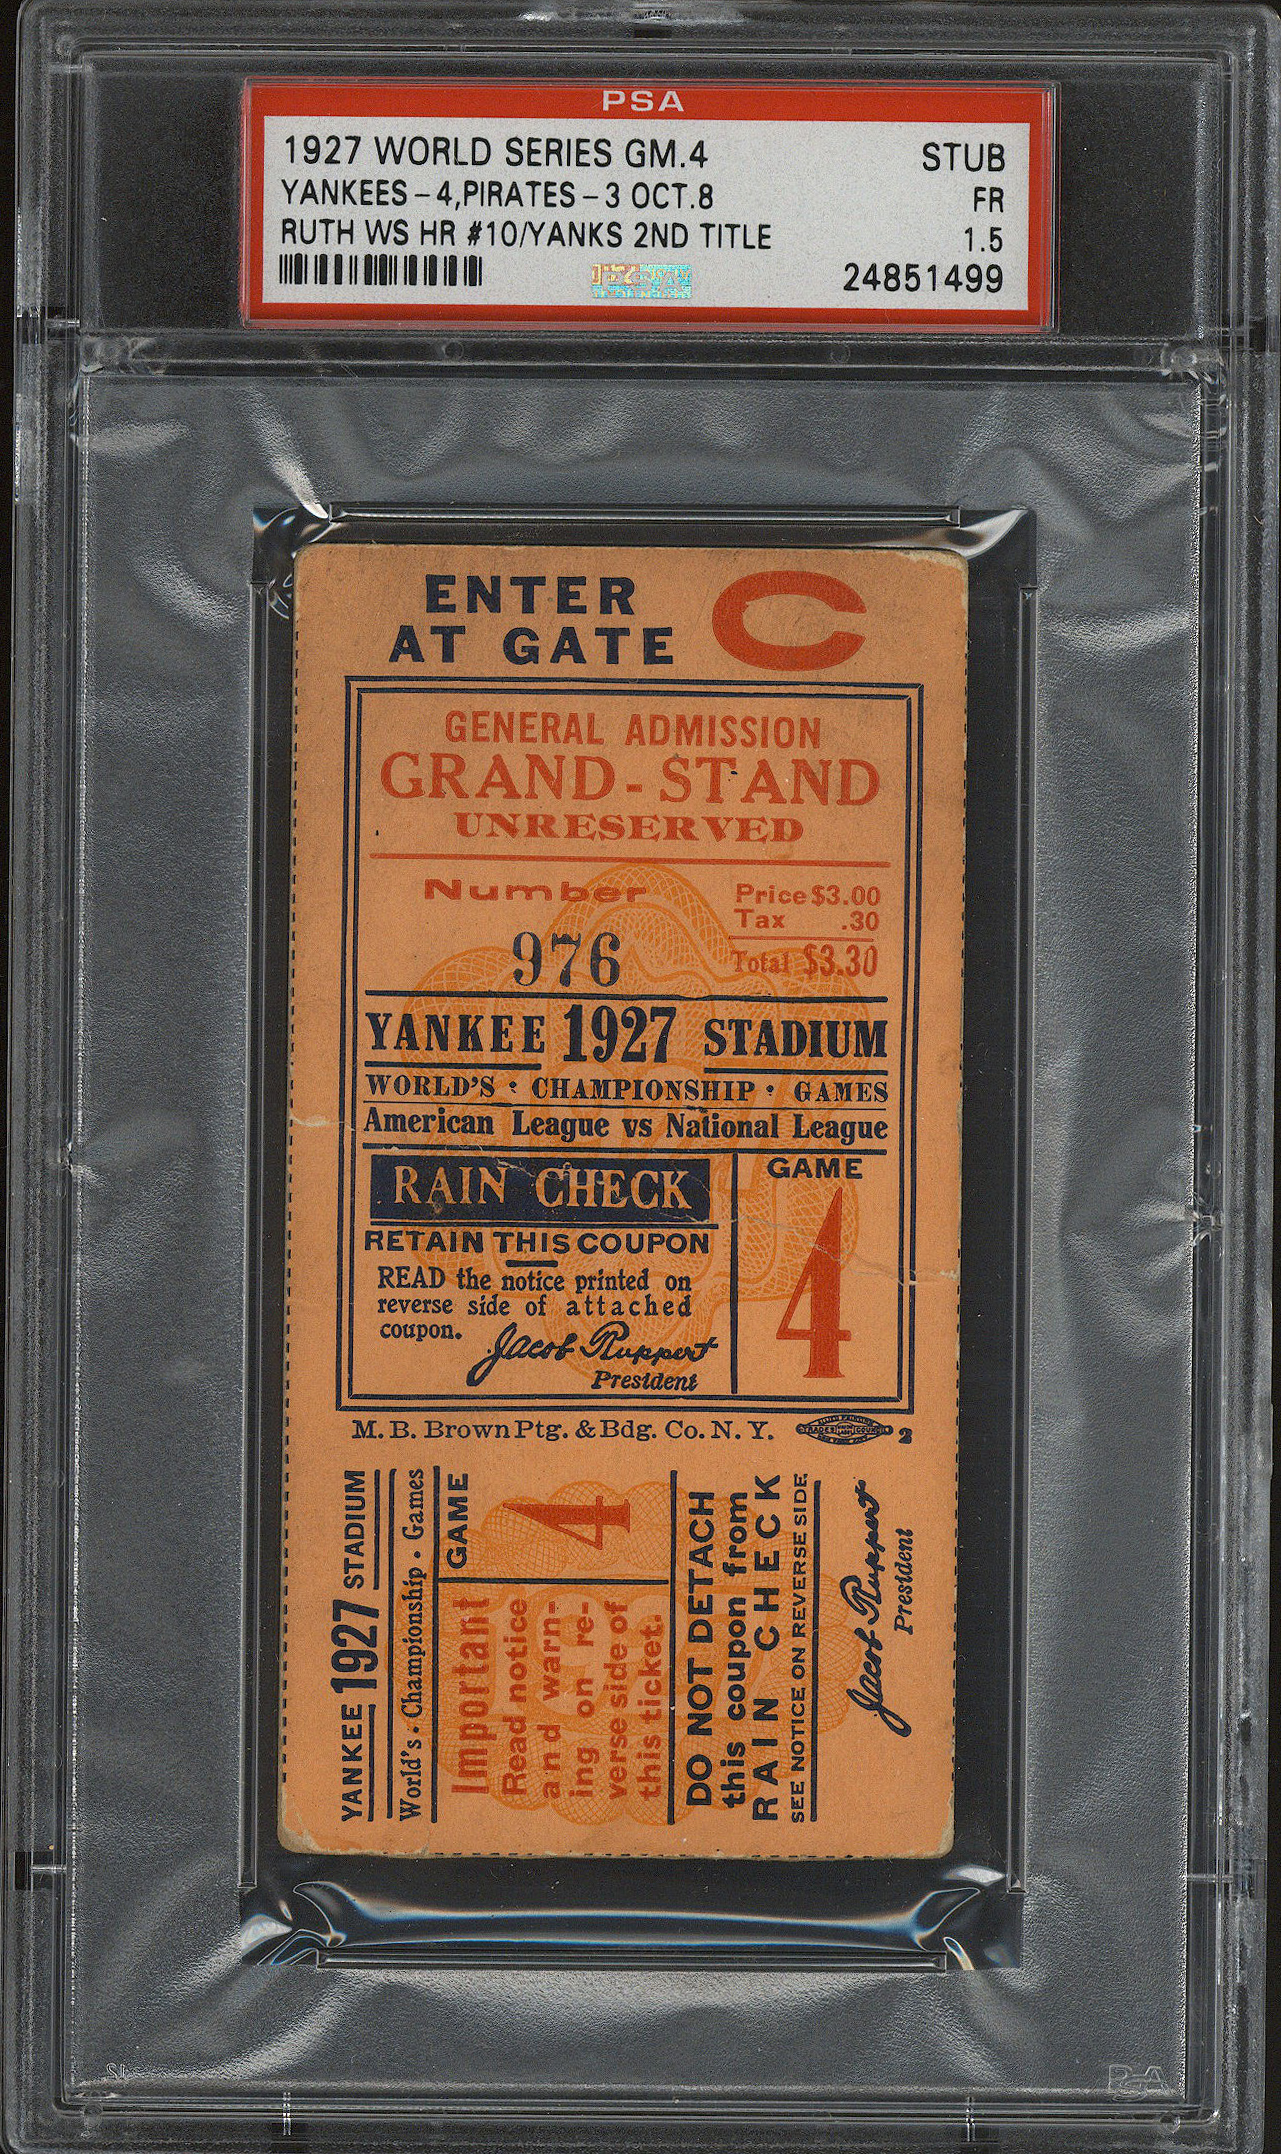 PSA
1927 WORLD SERIES GM.4 STUB
YANKEES-4,PIRATES-3 OCT.8 FR
RUTH WS HR #10/YANKS 2ND TITLE 1.5
24851499
ENTER
AT GATE C
GENERAL ADMISSION
GRAND-STAND
UNRESERVED
Number
976
Price $3.00
Tax .30
Total $3.30
YANKEE 1927 STADIUM
WORLD'S · CHAMPIONSHIP · GAMES
American League vs National League
RAIN CHECK
RETAIN THIS COUPON
READ the notice printed on
reverse side of attached
coupon.
Jacob Ruppert
President
GAME
4
M. B. Brown Ptg. & Bdg. Co. N. Y. 2
YANKEE 1927 STADIUM
World's · Championship · Games
GAME
4
Important
Read notice
and warn-
ing on re-
verse side of
this ticket.
DO NOT DETACH
this coupon from
RAIN CHECK
SEE NOTICE ON REVERSE SIDE
Jacob Ruppert
President
PSA